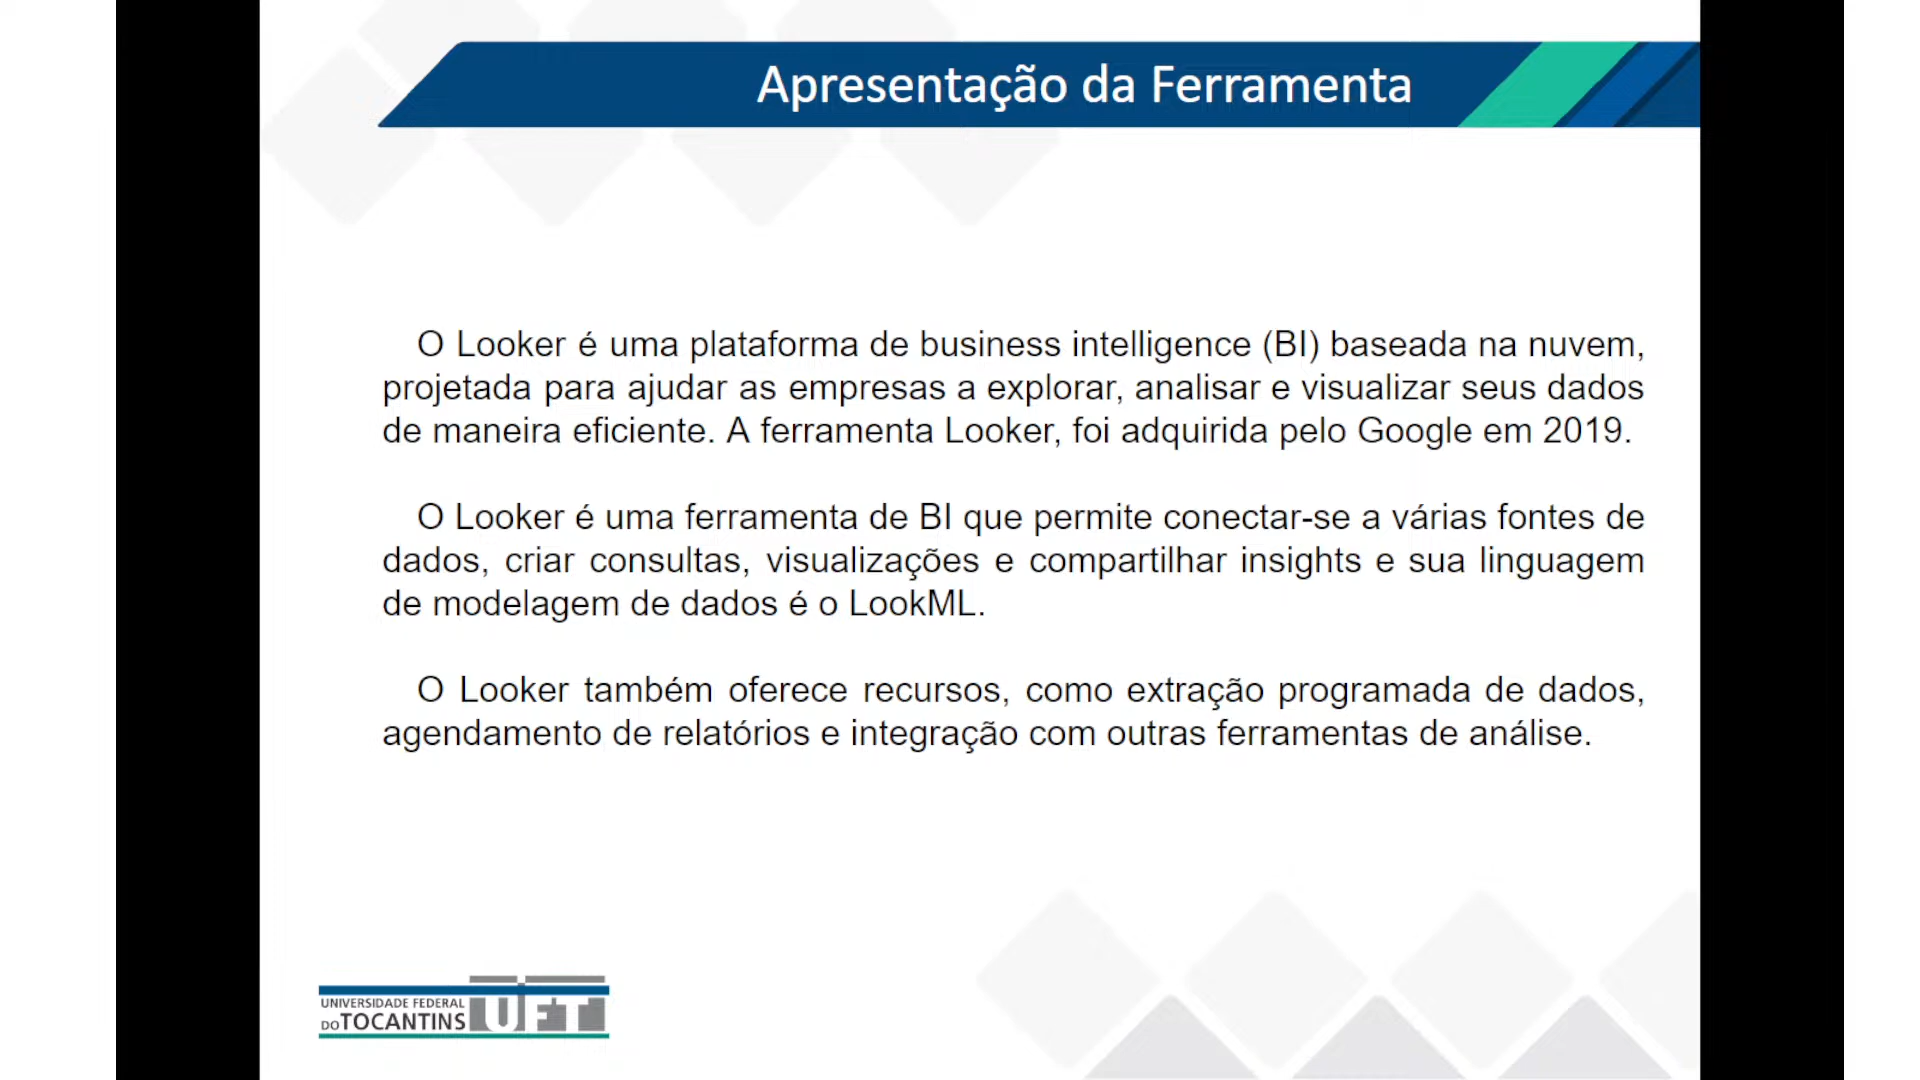 Apresentação da Ferramenta
O Looker é uma plataforma de business intelligence (BI) baseada na nuvem,
projetada para ajudar as empresas a explorar, analisar e visualizar seus dados
de maneira eficiente. A ferramenta Looker, foi adquirida pelo Google em 2019.
O Looker é uma ferramenta de BI que permite conectar-se a várias fontes de
dados, criar consultas, visualizações e compartilhar insights e sua linguagem
de modelagem de dados é o LookML.
O Looker também oferece recursos, como extração programada de dados,
agendamento de relatórios e integração com outras ferramentas de análise.
UNIVERSIDADE FEDERAL
DO TOCANTINS UFT